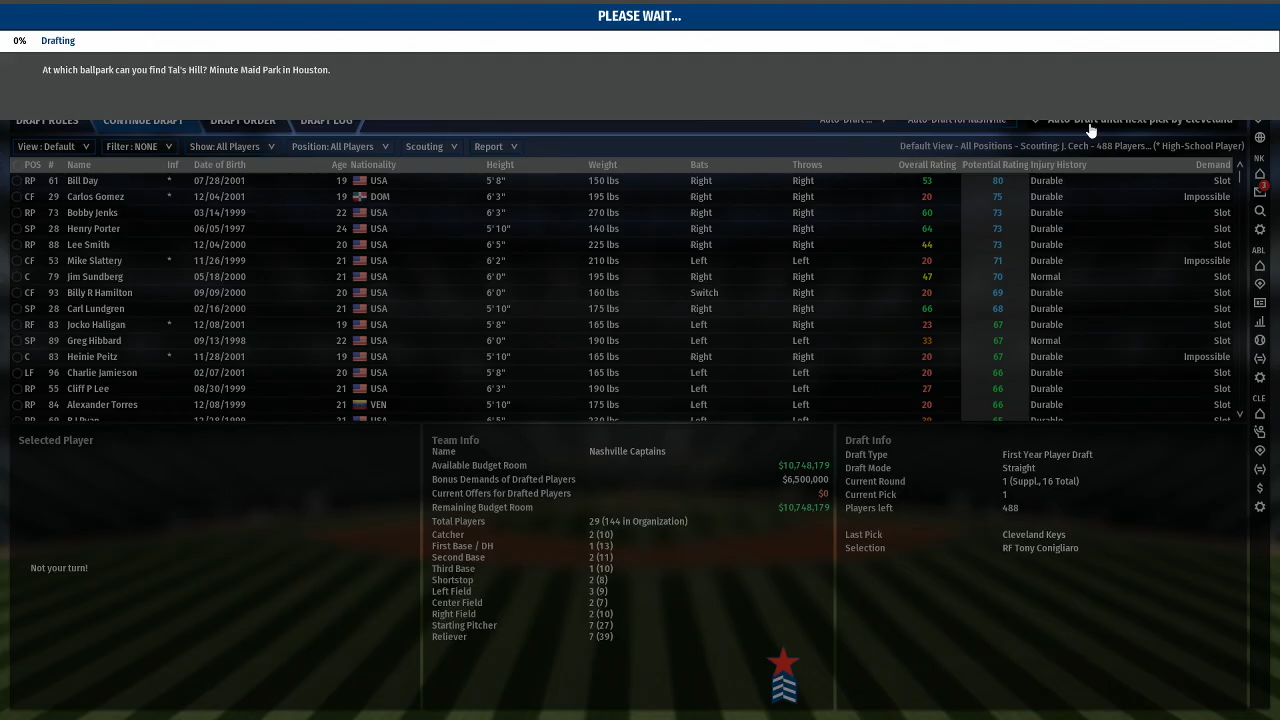 PLEASE WAIT...
0% Drafting
At which ballpark can you find Tal's Hill? Minute Maid Park in Houston.
DRAFT RULES CONTINUE DRAFT DRAFT ORDER DRAFT LOG Auto-Draft ... Auto-Draft for Nashville Auto-Draft until next pick by Cleveland
View : Default Filter : NONE Show: All Players Position: All Players Scouting Report Default View - All Positions - Scouting: J. Cech - 488 Players... (* High-School Player)
POS # Name Inf Date of Birth Age Nationality Height Weight Bats Throws Overall Rating Potential Rating Injury History Demand
RP 61 Bill Day * 07/28/2001 19 USA 5' 8" 150 lbs Right Right 53 80 Durable Slot
CF 29 Carlos Gomez * 12/04/2001 19 DOM 6' 3" 195 lbs Right Right 20 75 Durable Impossible
RP 73 Bobby Jenks 03/14/1999 22 USA 6' 3" 270 lbs Right Right 60 73 Durable Slot
SP 28 Henry Porter 06/05/1997 24 USA 5' 10" 140 lbs Right Right 64 73 Durable Slot
RP 88 Lee Smith 12/04/2000 20 USA 6' 5" 225 lbs Right Right 44 73 Durable Slot
CF 53 Mike Slattery * 11/26/1999 21 USA 6' 2" 210 lbs Left Left 20 71 Durable Impossible
C 79 Jim Sundberg 05/18/2000 21 USA 6' 0" 195 lbs Right Right 47 70 Normal Slot
CF 93 Billy R Hamilton 09/09/2000 20 USA 6' 0" 160 lbs Switch Right 20 69 Durable Slot
SP 28 Carl Lundgren 02/16/2000 21 USA 5' 10" 175 lbs Right Right 66 68 Durable Slot
RF 83 Jocko Halligan * 12/08/2001 19 USA 5' 8" 165 lbs Left Right 23 67 Durable Slot
SP 89 Greg Hibbard 09/13/1998 22 USA 6' 0" 190 lbs Left Left 33 67 Normal Slot
C 83 Heinie Peitz * 11/28/2001 19 USA 5' 10" 165 lbs Right Right 20 67 Durable Impossible
LF 96 Charlie Jamieson 02/07/2001 20 USA 5' 8" 165 lbs Left Left 20 66 Durable Slot
RP 55 Cliff P Lee 08/30/1999 21 USA 6' 3" 190 lbs Left Left 27 66 Durable Slot
RP 84 Alexander Torres 12/08/1999 21 VEN 5' 10" 175 lbs Left Left 20 66 Durable Slot
NK
3
ABL
CLE
Selected Player
Not your turn!
Team Info
Name Nashville Captains
Available Budget Room $10,748,179
Bonus Demands of Drafted Players $6,500,000
Current Offers for Drafted Players $0
Remaining Budget Room $10,748,179
Total Players 29 (144 in Organization)
Catcher 2 (10)
First Base / DH 1 (13)
Second Base 2 (11)
Third Base 1 (10)
Shortstop 2 (8)
Left Field 3 (9)
Center Field 2 (7)
Right Field 2 (10)
Starting Pitcher 7 (27)
Reliever 7 (39)
Draft Info
Draft Type First Year Player Draft
Draft Mode Straight
Current Round 1 (Suppl., 16 Total)
Current Pick 1
Players left 488
Last Pick Cleveland Keys
Selection RF Tony Conigliaro